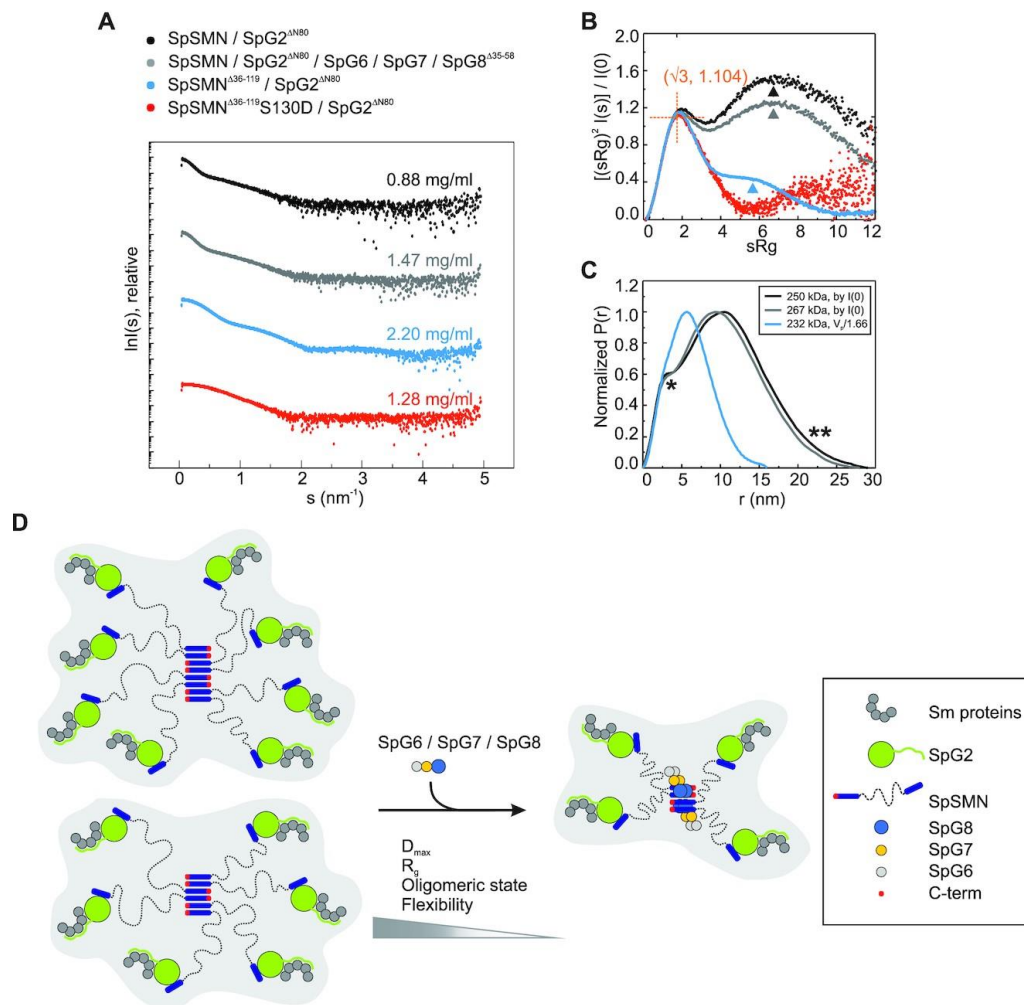 A
SpSMN / SpG2ΔN80
SpSMN / SpG2ΔN80 / SpG6 / SpG7 / SpG8Δ35-58
SpSMNΔ36-119 / SpG2ΔN80
SpSMNΔ36-119S130D / SpG2ΔN80
lnI(s), relative
0.88 mg/ml
1.47 mg/ml
2.20 mg/ml
1.28 mg/ml
0 1 2 3 4 5
s (nm-1)
B
[(sRg)2 I(s)] / I(0)
2.0
1.6
1.2
0.8
0.4
0.0
(√3, 1.104)
0 2 4 6 8 10 12
sRg
C
Normalized P(r)
1.2
1.0
0.8
0.6
0.4
0.2
0.0
250 kDa, by I(0)
267 kDa, by I(0)
232 kDa, Vp/1.66
*
**
0 5 10 15 20 25 30
r (nm)
D
SpG6 / SpG7 / SpG8
Dmax
Rg
Oligomeric state
Flexibility
Sm proteins
SpG2
SpSMN
SpG8
SpG7
SpG6
C-term